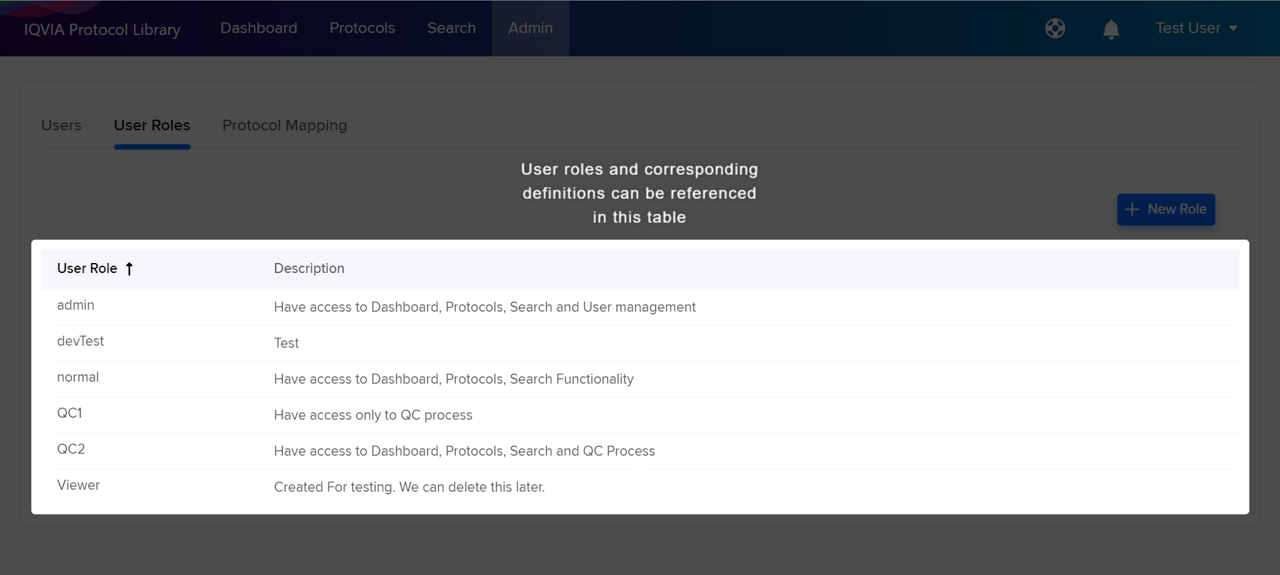 IQVIA Protocol Library Dashboard Protocols Search Admin Test User
Users User Roles Protocol Mapping
User roles and corresponding
definitions can be referenced
in this table
+ New Role
User Role ↑ Description
admin Have access to Dashboard, Protocols, Search and User management
devTest Test
normal Have access to Dashboard, Protocols, Search Functionality
QC1 Have access only to QC process
QC2 Have access to Dashboard, Protocols, Search and QC Process
Viewer Created For testing. We can delete this later.